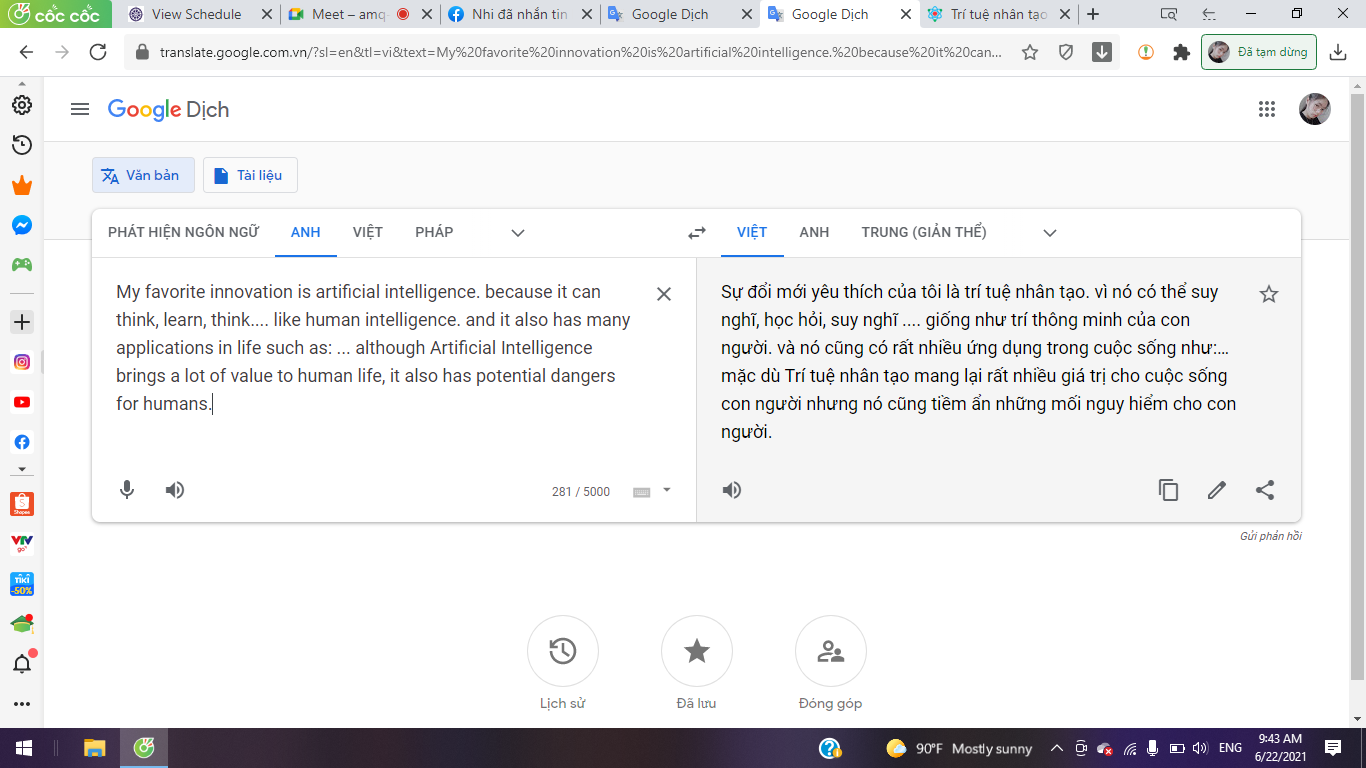 cốc cốc
View Schedule
Meet – amq-
Nhi đã nhắn tin
Google Dịch
Google Dịch
Trí tuệ nhân tạo
translate.google.com.vn/?sl=en&tl=vi&text=My%20favorite%20innovation%20is%20artificial%20intelligence.%20because%20it%20can...
Đã tạm dừng
Google Dịch
Văn bản
Tài liệu
PHÁT HIỆN NGÔN NGỮ
ANH
VIỆT
PHÁP
VIỆT
ANH
TRUNG (GIẢN THỂ)
My favorite innovation is artificial intelligence. because it can
think, learn, think.... like human intelligence. and it also has many
applications in life such as: ... although Artificial Intelligence
brings a lot of value to human life, it also has potential dangers
for humans.
281 / 5000
Sự đổi mới yêu thích của tôi là trí tuệ nhân tạo. vì nó có thể suy
nghĩ, học hỏi, suy nghĩ .... giống như trí thông minh của con
người. và nó cũng có rất nhiều ứng dụng trong cuộc sống như:...
mặc dù Trí tuệ nhân tạo mang lại rất nhiều giá trị cho cuộc sống
con người nhưng nó cũng tiềm ẩn những mối nguy hiểm cho con
người.
Gửi phản hồi
Lịch sử
Đã lưu
Đóng góp
Shopee
VTV
go
TIKI
-50%
90°F Mostly sunny
ENG
9:43 AM
6/22/2021